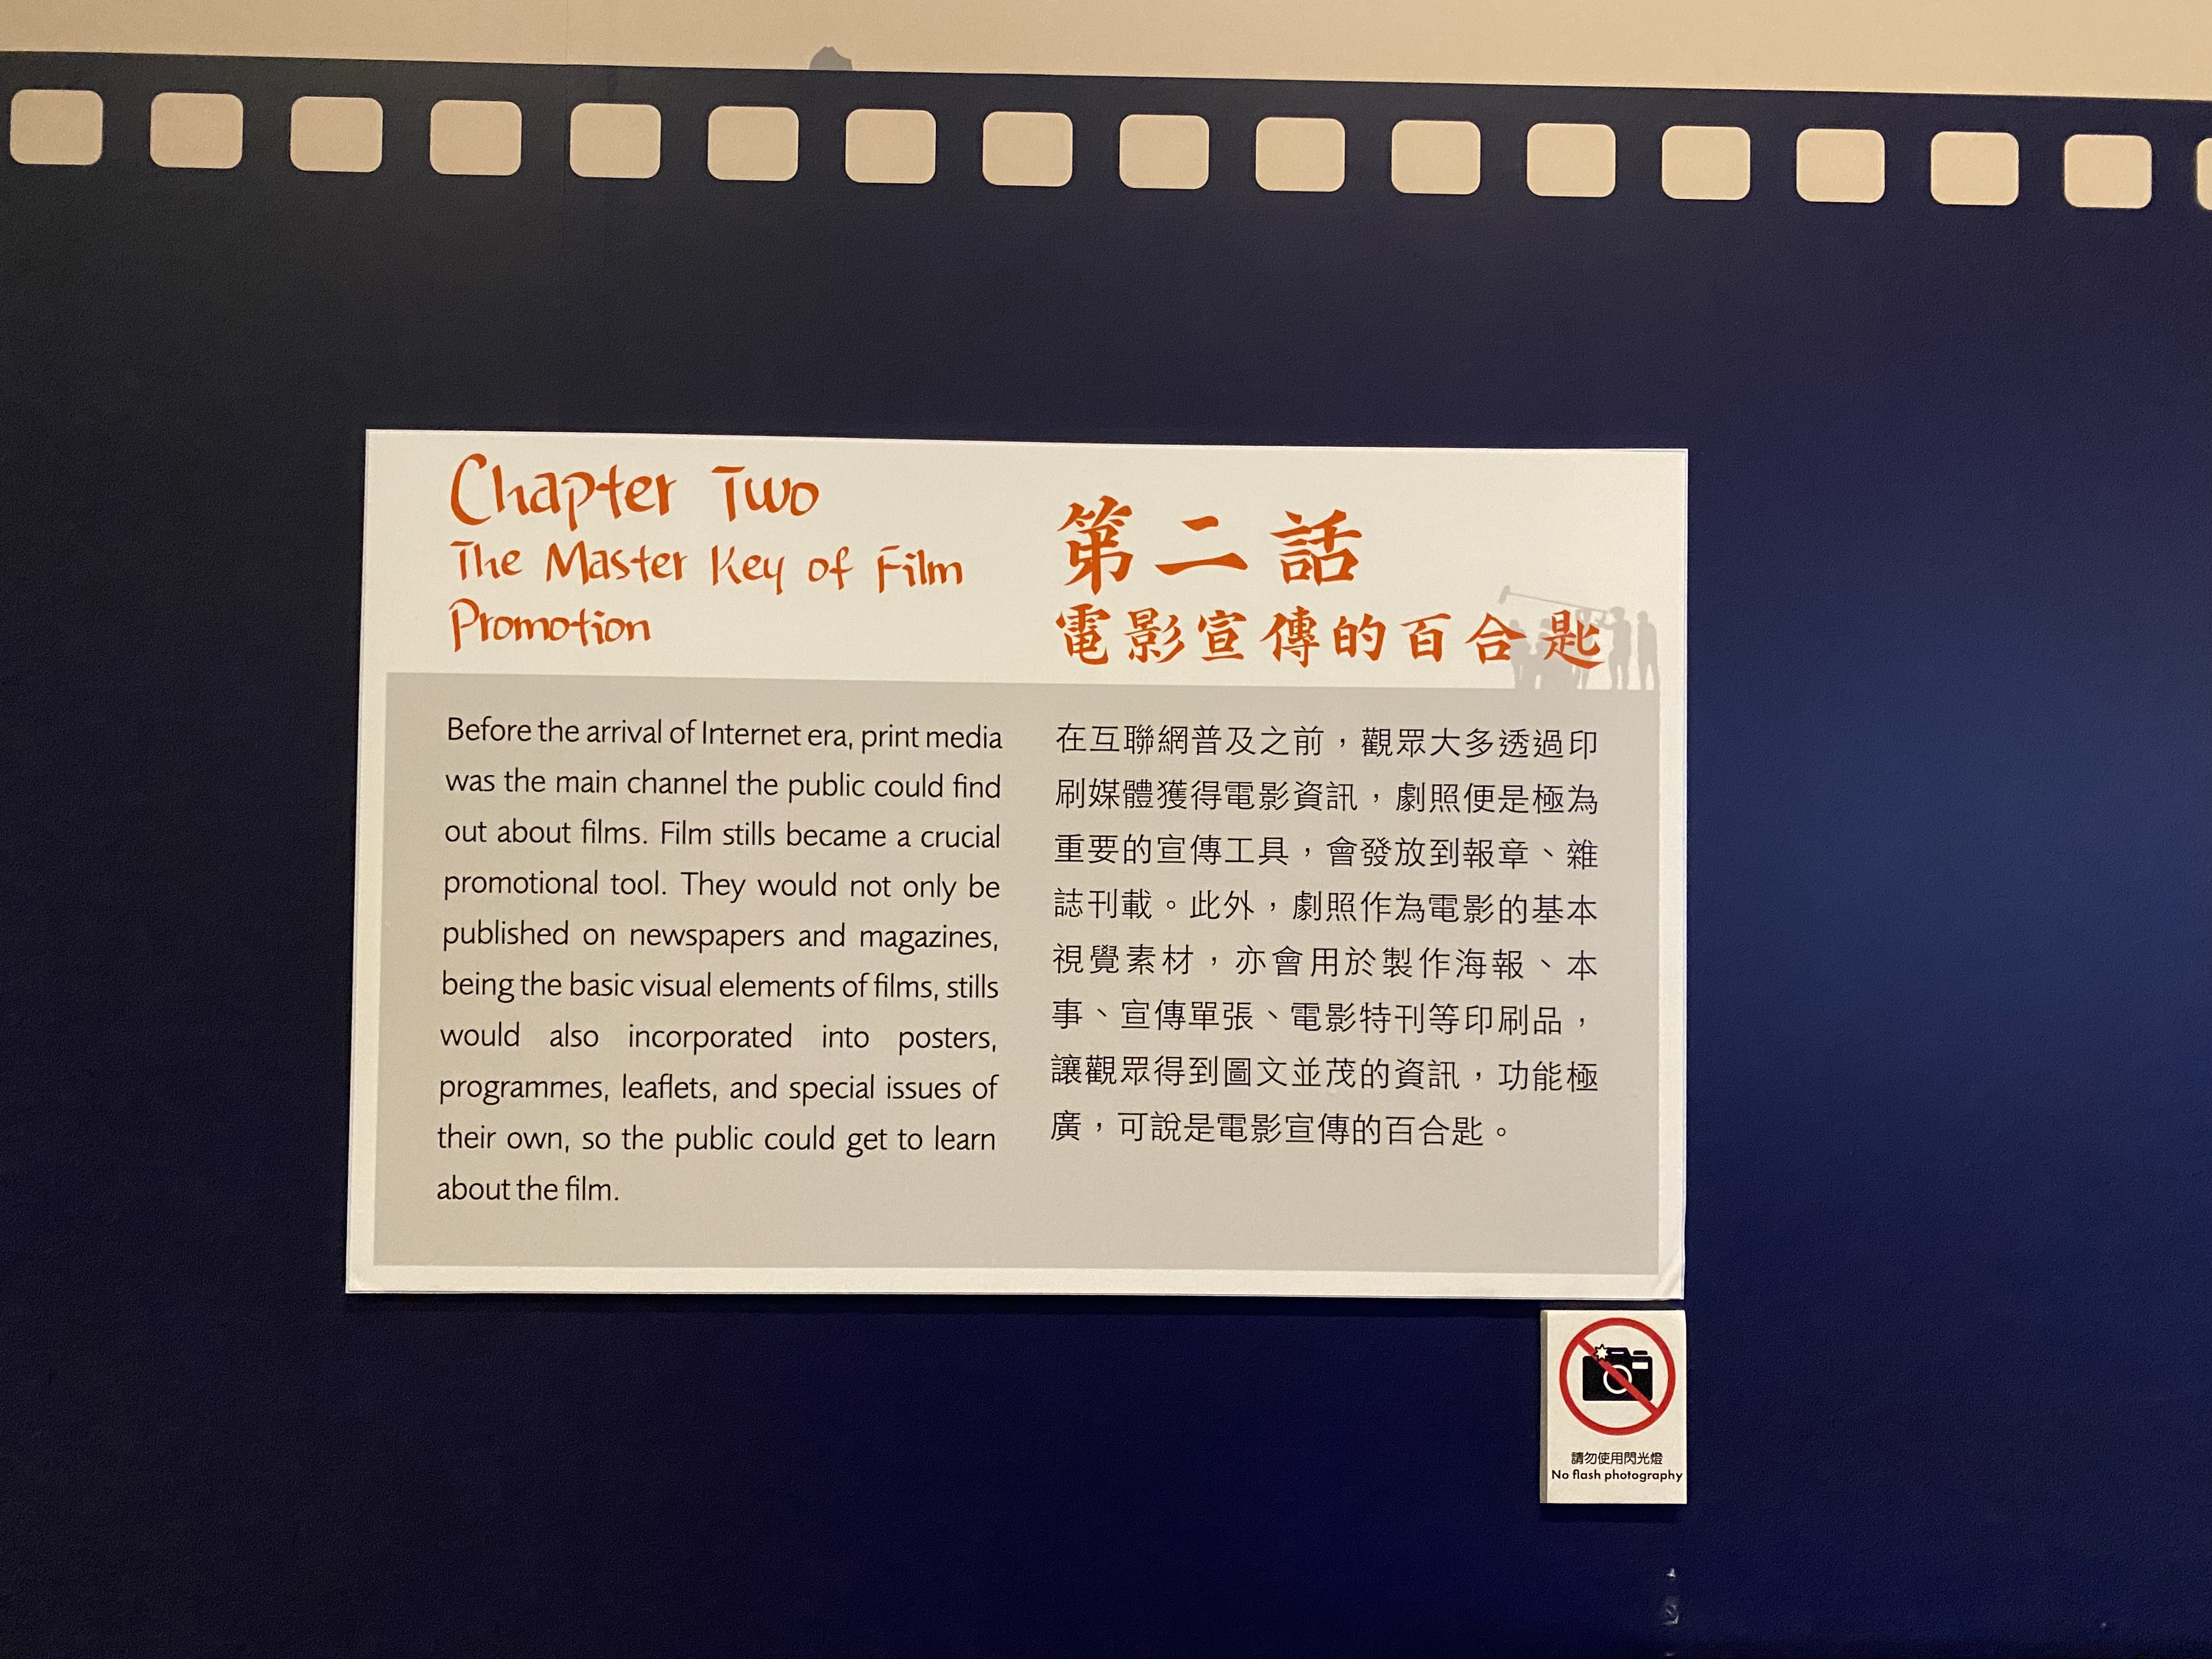 Chapter Two
The Master Key of Film
Promotion
Before the arrival of Internet era, print media
was the main channel the public could find
out about films. Film stills became a crucial
promotional tool. They would not only be
published on newspapers and magazines,
being the basic visual elements of films, stills
would also incorporated into posters,
programmes, leaflets, and special issues of
their own, so the public could get to learn
about the film.
第二話
電影宣傳的百合匙
在互聯網普及之前，觀眾大多透過印
刷媒體獲得電影資訊，劇照便是極為
重要的宣傳工具，會發放到報章、雜
誌刊載。此外，劇照作為電影的基本
視覺素材，亦會用於製作海報、本
事、宣傳單張、電影特刊等印刷品，
讓觀眾得到圖文並茂的資訊，功能極
廣，可說是電影宣傳的百合匙。
請勿使用閃光燈
No flash photography